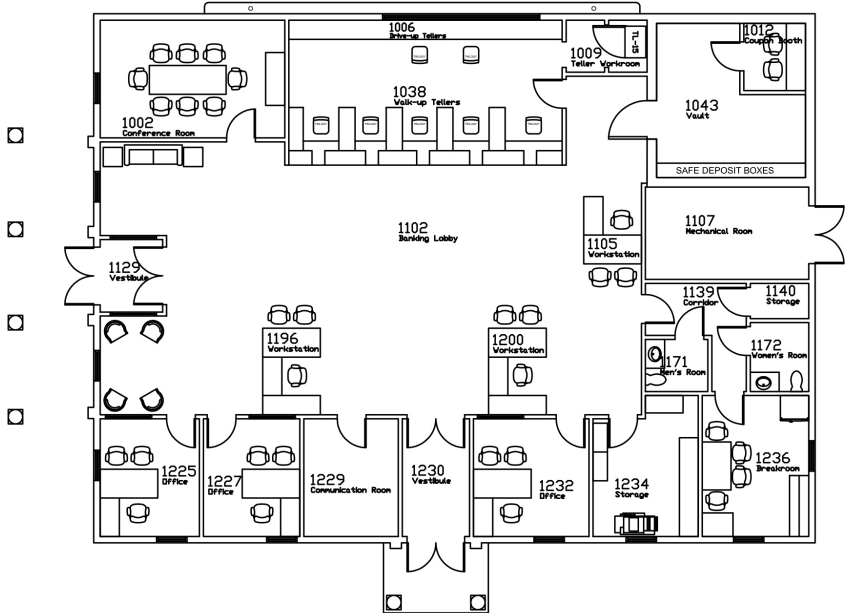 1006
Drive-up Tellers
1012
Coupon Booth
TL-15
1009
Teller Workroom
1038
Walk-up Tellers
1043
Vault
1002
Conference Room
SAFE DEPOSIT BOXES
1102
Banking Lobby
1107
Mechanical Room
1105
Workstation
1129
Vestibule
1139
Corridor
1140
Storage
1196
Workstation
1200
Workstation
1171
Men's Room
1172
Women's Room
1225
Office
1227
Office
1229
Communication Room
1230
Vestibule
1232
Office
1234
Storage
1236
Breakroom